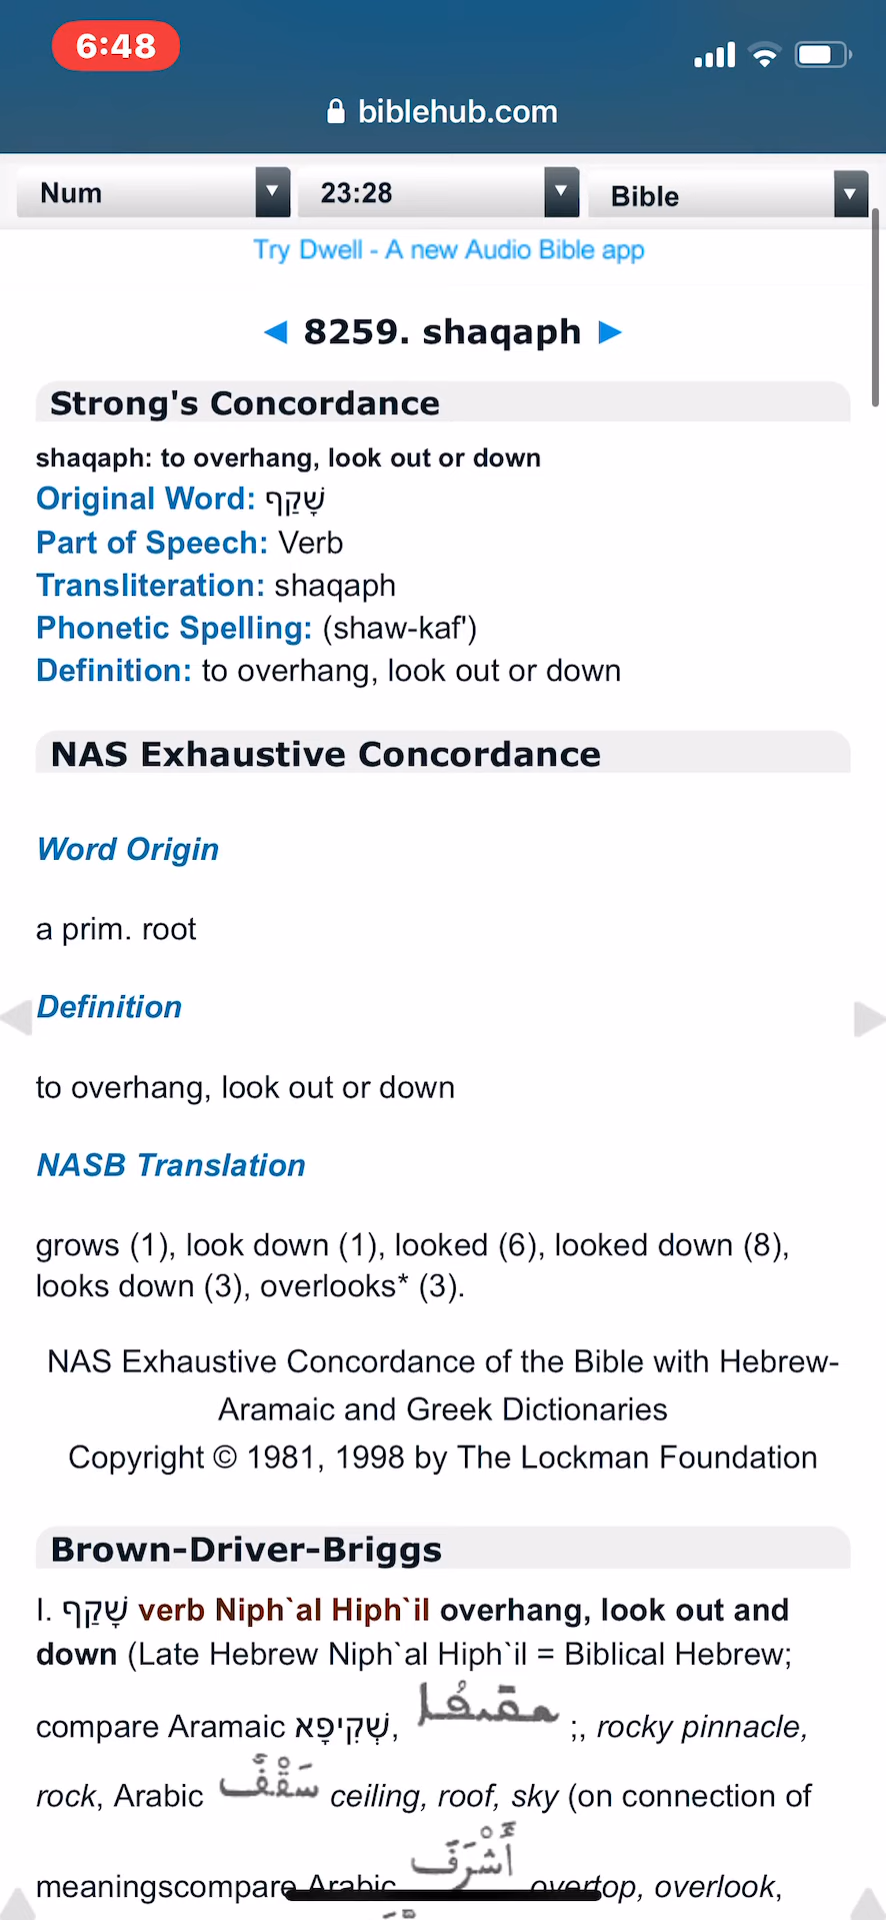 6:48
biblehub.com
Num 23:28 Bible
Try Dwell - A new Audio Bible app
◄ 8259. shaqaph ►
Strong's Concordance
shaqaph: to overhang, look out or down
Original Word: שָׁקַף
Part of Speech: Verb
Transliteration: shaqaph
Phonetic Spelling: (shaw-kaf')
Definition: to overhang, look out or down
NAS Exhaustive Concordance
Word Origin
a prim. root
Definition
to overhang, look out or down
NASB Translation
grows (1), look down (1), looked (6), looked down (8),
looks down (3), overlooks* (3).
NAS Exhaustive Concordance of the Bible with Hebrew-
Aramaic and Greek Dictionaries
Copyright © 1981, 1998 by The Lockman Foundation
Brown-Driver-Briggs
I. שָׁקַף verb Niph`al Hiph`il overhang, look out and
down (Late Hebrew Niph`al Hiph`il = Biblical Hebrew;
compare Aramaic שְׁקִיפָא, ;, rocky pinnacle,
rock, Arabic سَقْفٌ ceiling, roof, sky (on connection of
meaningscompare Arabic أَشْرَفَ overtop, overlook,